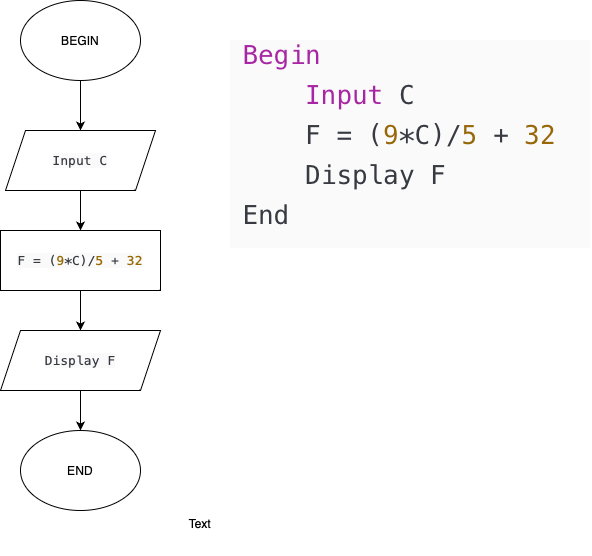 BEGIN
Input C
F = (9*C)/5 + 32
Display F
END
Text
Begin
Input C
F = (9*C)/5 + 32
Display F
End